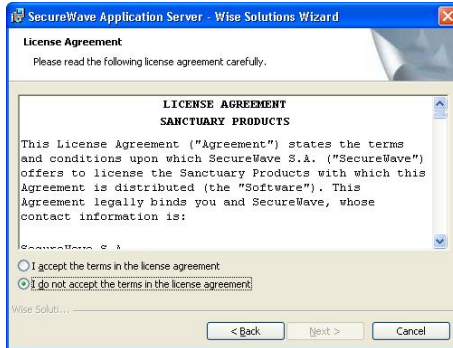 SecureWave Application Server - Wise Solutions Wizard
License Agreement
Please read the following license agreement carefully.
LICENSE AGREEMENT
SANCTUARY PRODUCTS
This License Agreement ("Agreement") states the terms
and conditions upon which SecureWave S.A. ("SecureWave")
offers to license the Sanctuary Products with which this
Agreement is distributed (the "Software"). This
Agreement legally binds you and SecureWave, whose
contact information is:
SecureWave S.A.
I accept the terms in the license agreement
I do not accept the terms in the license agreement
Wise Soluti...
< Back
Next >
Cancel